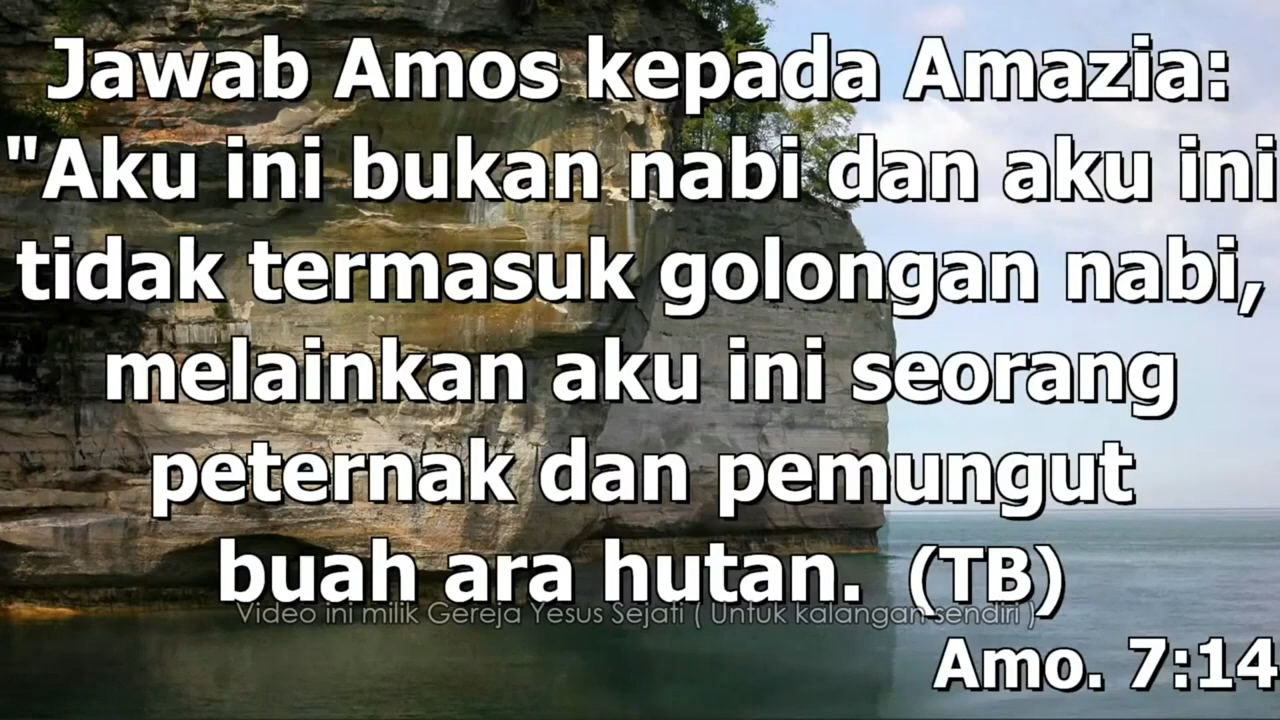 Jawab Amos kepada Amazia:
"Aku ini bukan nabi dan aku ini
tidak termasuk golongan nabi,
melainkan aku ini seorang
peternak dan pemungut
buah ara hutan. (TB)
Video ini milik Gereja Yesus Sejati ( Untuk kalangan sendiri )
Amo. 7:14